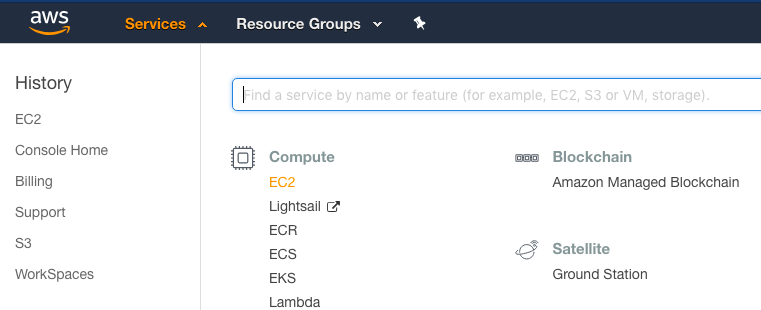 aws
Services
Resource Groups
History
EC2
Console Home
Billing
Support
S3
WorkSpaces
Find a service by name or feature (for example, EC2, S3 or VM, storage).
Compute
EC2
Lightsail
ECR
ECS
EKS
Lambda
Blockchain
Amazon Managed Blockchain
Satellite
Ground Station